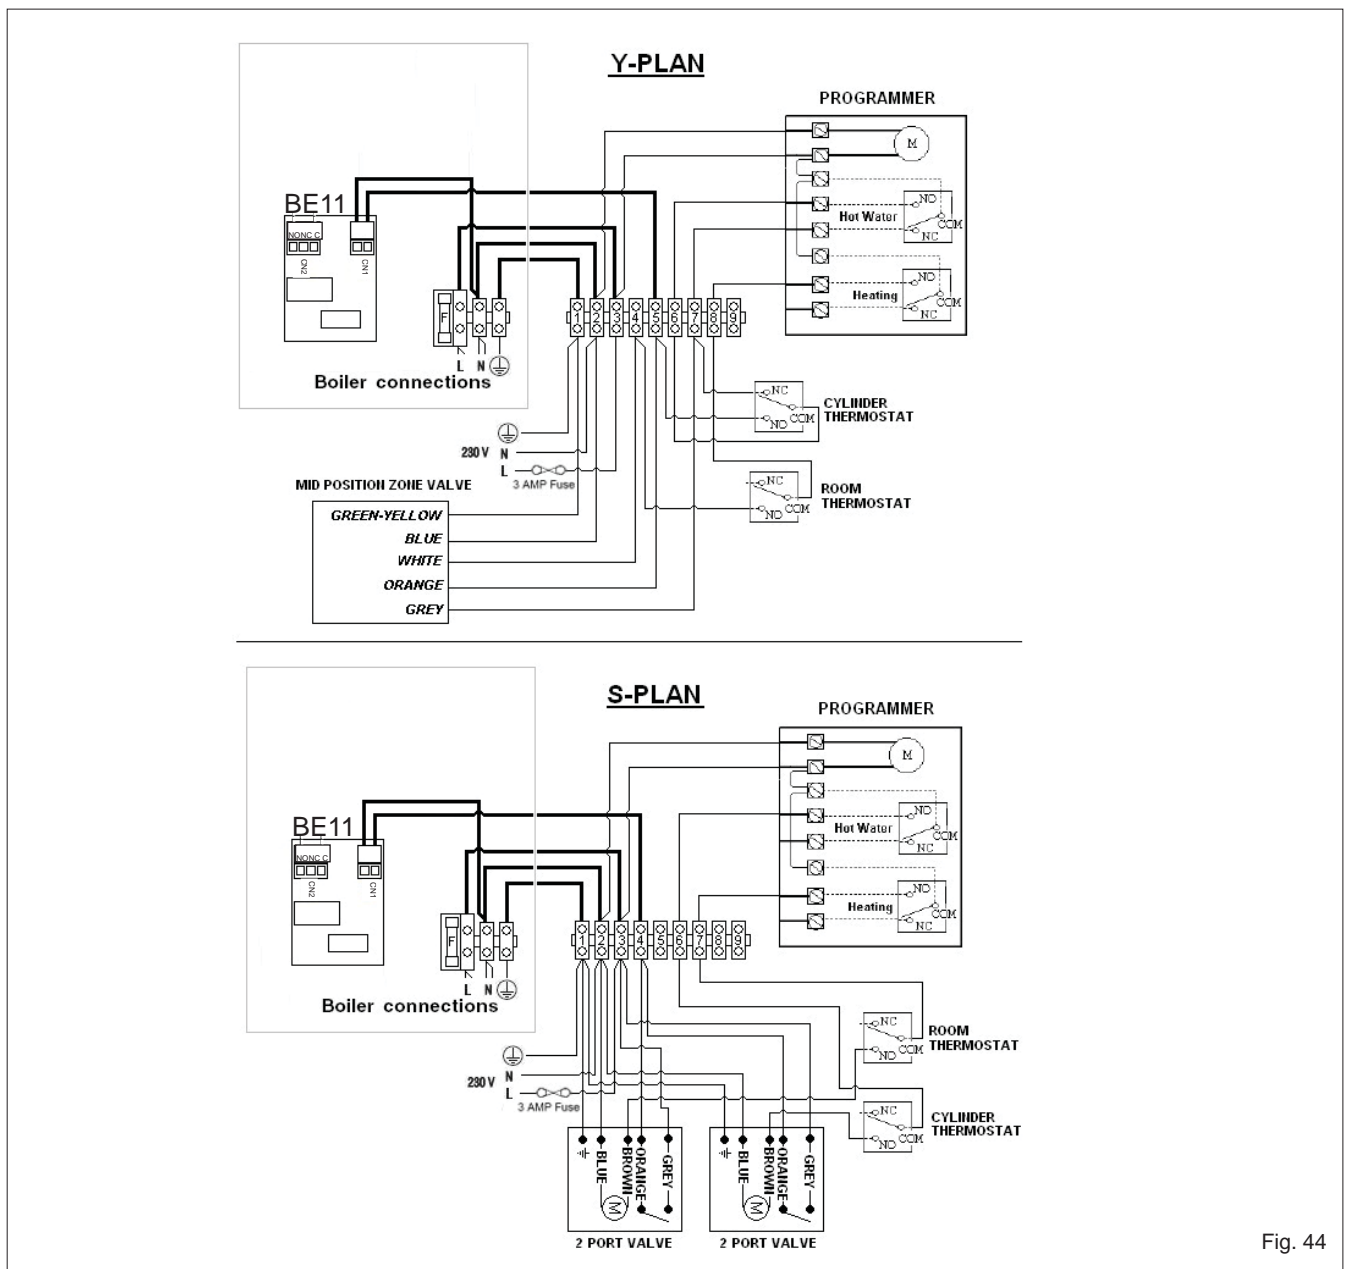 Y-PLAN
PROGRAMMER
M
BE11
NO
COM
NC
Hot Water
NONC C
CN2
CN1
NO
COM
NC
Heating
F
1 2 3 4 5 6 7 8 9
L N
Boiler connections
NC
COM
NO
CYLINDER
THERMOSTAT
230 V N
L
3 AMP Fuse
MID POSITION ZONE VALVE
NC
COM
NO
ROOM
THERMOSTAT
GREEN-YELLOW
BLUE
WHITE
ORANGE
GREY
S-PLAN
PROGRAMMER
M
BE11
NO
COM
NC
Hot Water
NONC C
CN2
CN1
NO
COM
NC
Heating
F
1 2 3 4 5 6 7 8 9
L N
Boiler connections
NC
COM
NO
ROOM
THERMOSTAT
230 V N
L
3 AMP Fuse
NC
COM
NO
CYLINDER
THERMOSTAT
BLUE
BROWN
ORANGE
GREY
M
BLUE
BROWN
ORANGE
GREY
M
2 PORT VALVE
2 PORT VALVE
Fig. 44